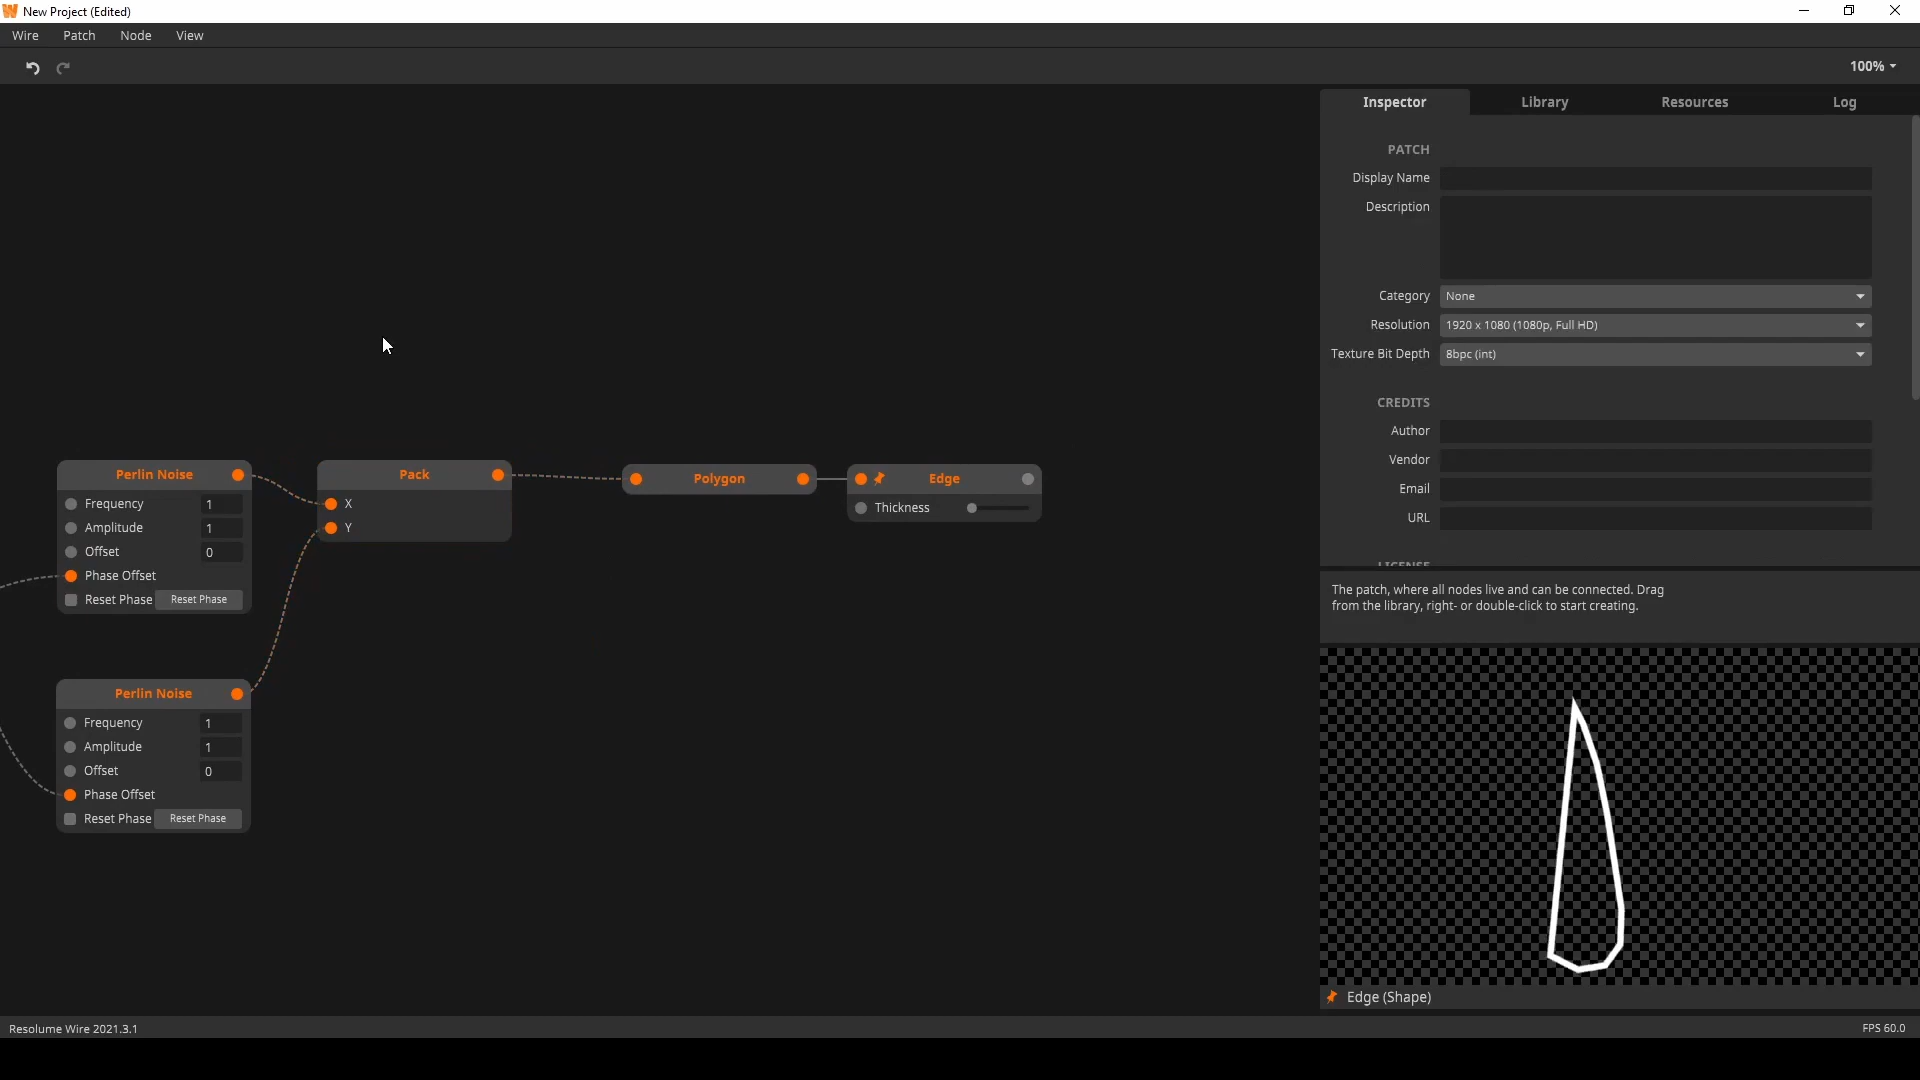 New Project (Edited)
Wire Patch Node View
100%
Inspector Library Resources Log
PATCH
Display Name
Description
Category None
Resolution 1920 x 1080 (1080p, Full HD)
Texture Bit Depth 8bpc (int)
CREDITS
Author
Vendor
Email
URL
LICENSE
The patch, where all nodes live and can be connected. Drag
from the library, right- or double-click to start creating.
Perlin Noise
Frequency 1
Amplitude 1
Offset 0
Phase Offset
Reset Phase Reset Phase
Pack
X
Y
Polygon
Edge
Thickness
Perlin Noise
Frequency 1
Amplitude 1
Offset 0
Phase Offset
Reset Phase Reset Phase
Edge (Shape)
Resolume Wire 2021.3.1
FPS 60.0